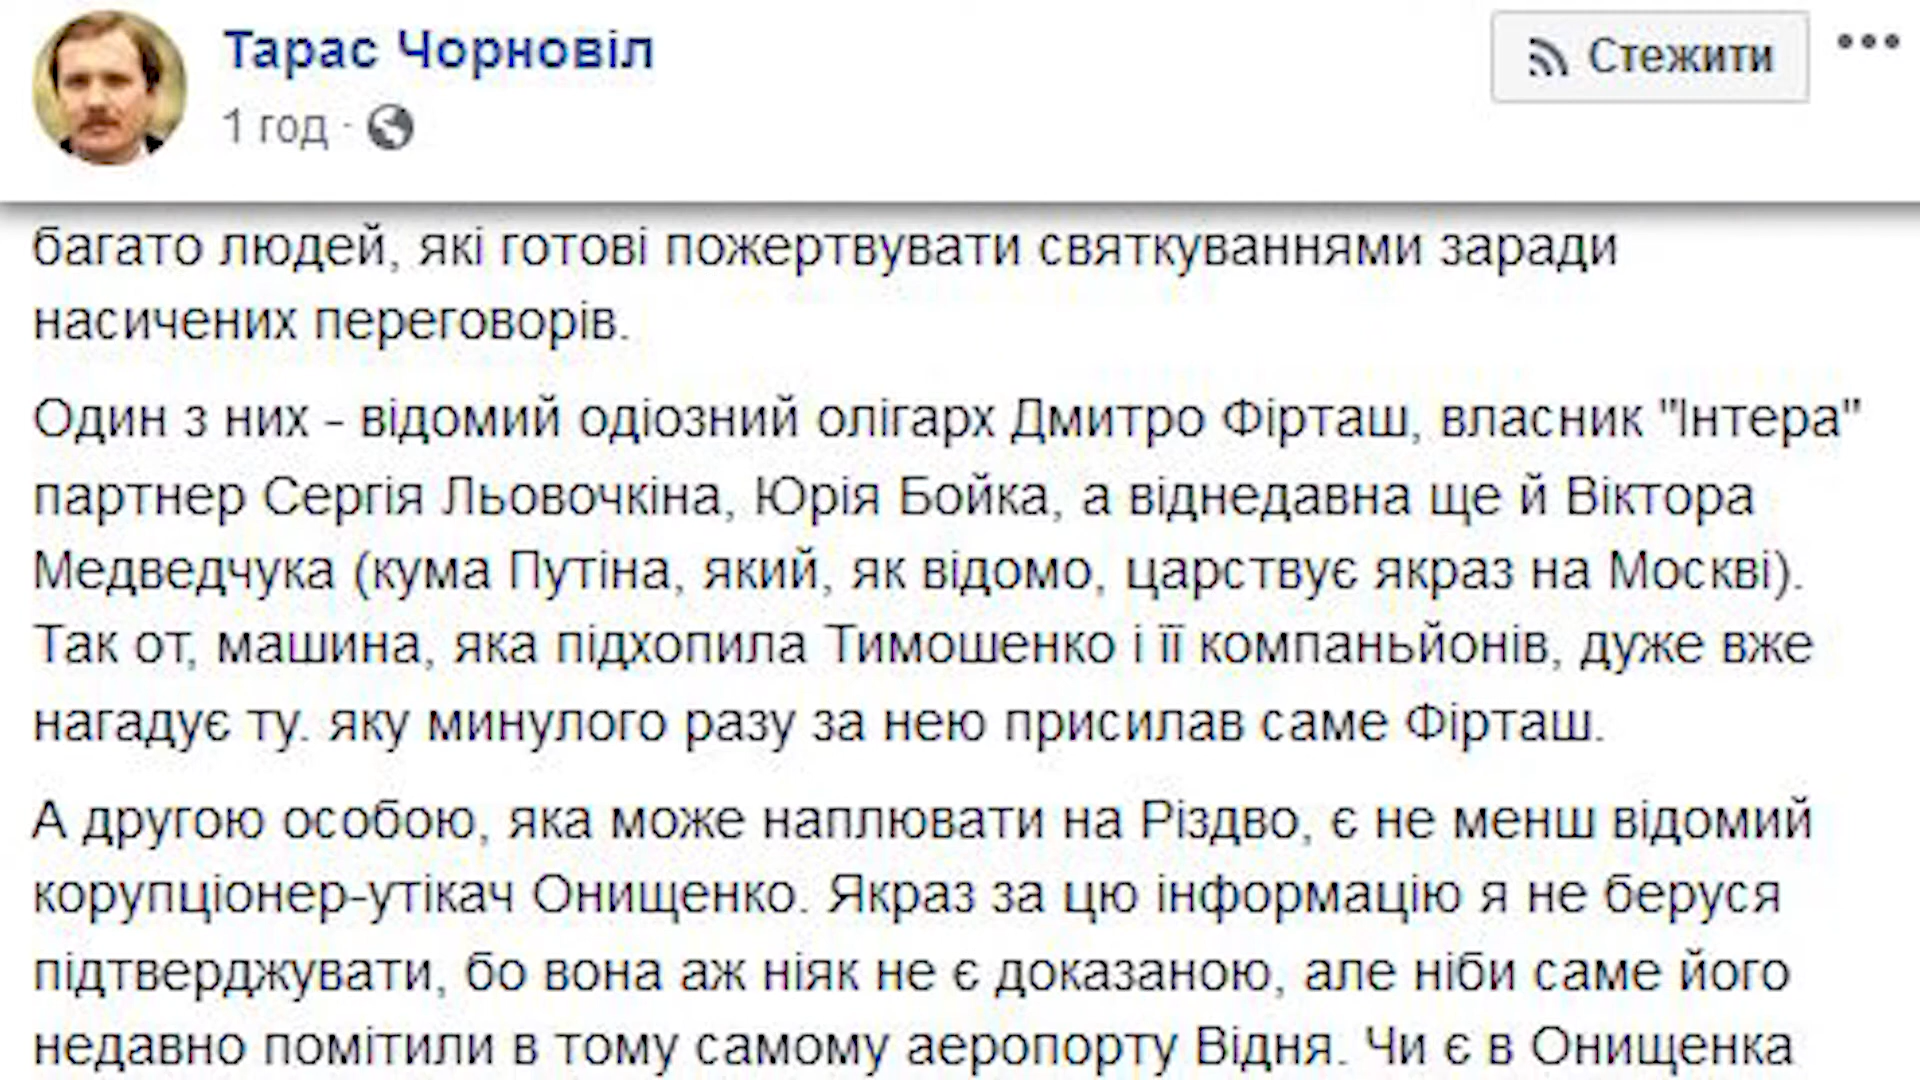 Тарас Чорновіл
Стежити
1 год ·
багато людей, які готові пожертвувати святкуваннями заради
насичених переговорів.
Один з них - відомий одіозний олігарх Дмитро Фірташ, власник "Інтера"
партнер Сергія Льовочкіна, Юрія Бойка, а віднедавна ще й Віктора
Медведчука (кума Путіна, який, як відомо, царствує якраз на Москві).
Так от, машина, яка підхопила Тимошенко і її компаньйонів, дуже вже
нагадує ту. яку минулого разу за нею присилав саме Фірташ.
А другою особою, яка може наплювати на Різдво, є не менш відомий
корупціонер-утікач Онищенко. Якраз за цю інформацію я не беруся
підтверджувати, бо вона аж ніяк не є доказаною, але ніби саме його
недавно помітили в тому самому аеропорту Відня. Чи є в Онищенка